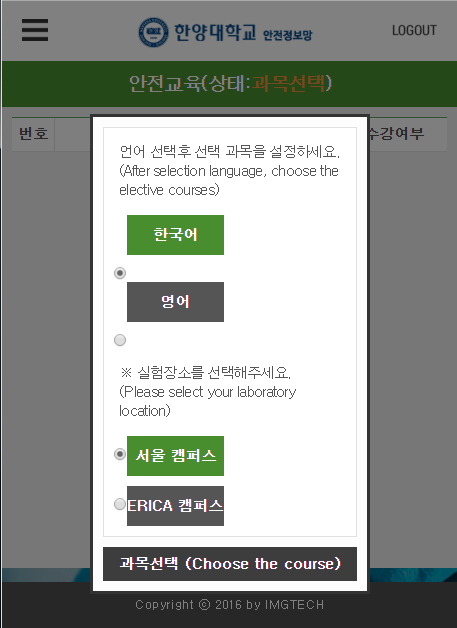 한양대학교 안전정보망
LOGOUT
안전교육(상태:과목선택)
번호
수강여부
언어 선택후 선택 과목을 설정하세요.
(After selection language, choose the
elective courses)
한국어
영어
※ 실험장소를 선택해주세요.
(Please select your laboratory
location)
서울 캠퍼스
ERICA 캠퍼스
과목선택 (Choose the course)
Copyright ⓒ 2016 by IMGTECH